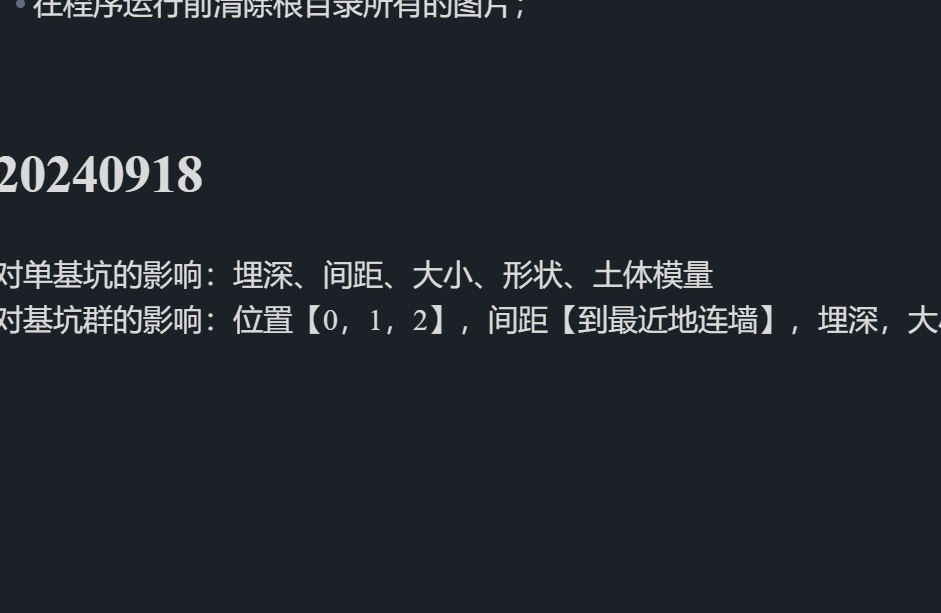 在程序运行前清除根目录所有的图片；
20240918
对单基坑的影响：埋深、间距、大小、形状、土体模量
对基坑群的影响：位置【0，1，2】，间距【到最近地连墙】，埋深，大